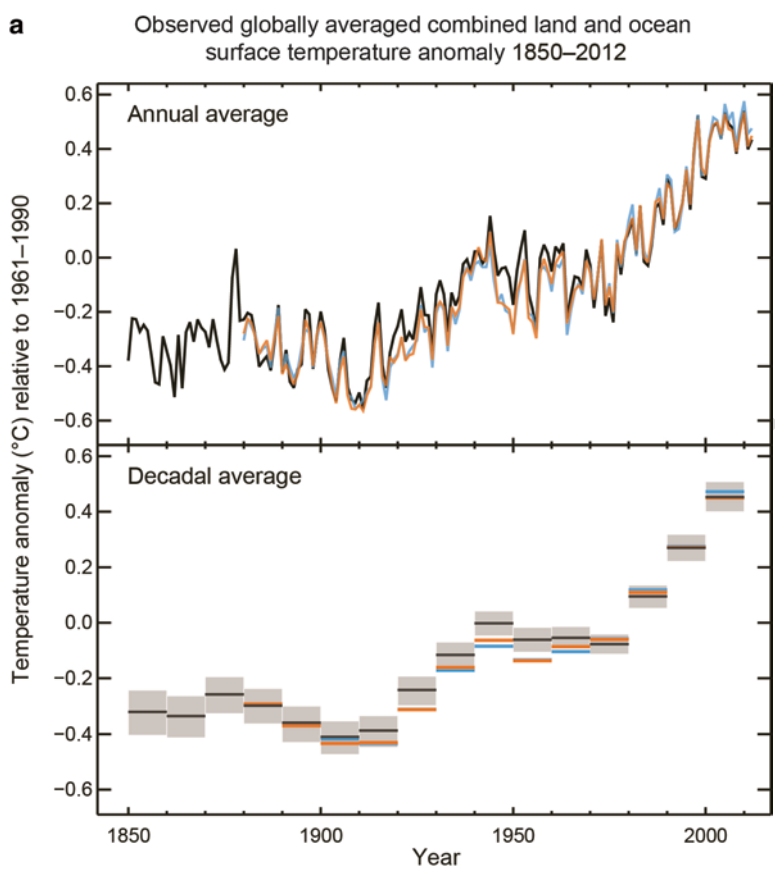 a
Observed globally averaged combined land and ocean
surface temperature anomaly 1850–2012
Annual average
0.6
0.4
0.2
0.0
−0.2
−0.4
−0.6
Temperature anomaly (°C) relative to 1961–1990
Decadal average
0.6
0.4
0.2
0.0
−0.2
−0.4
−0.6
1850 1900 1950 2000
Year